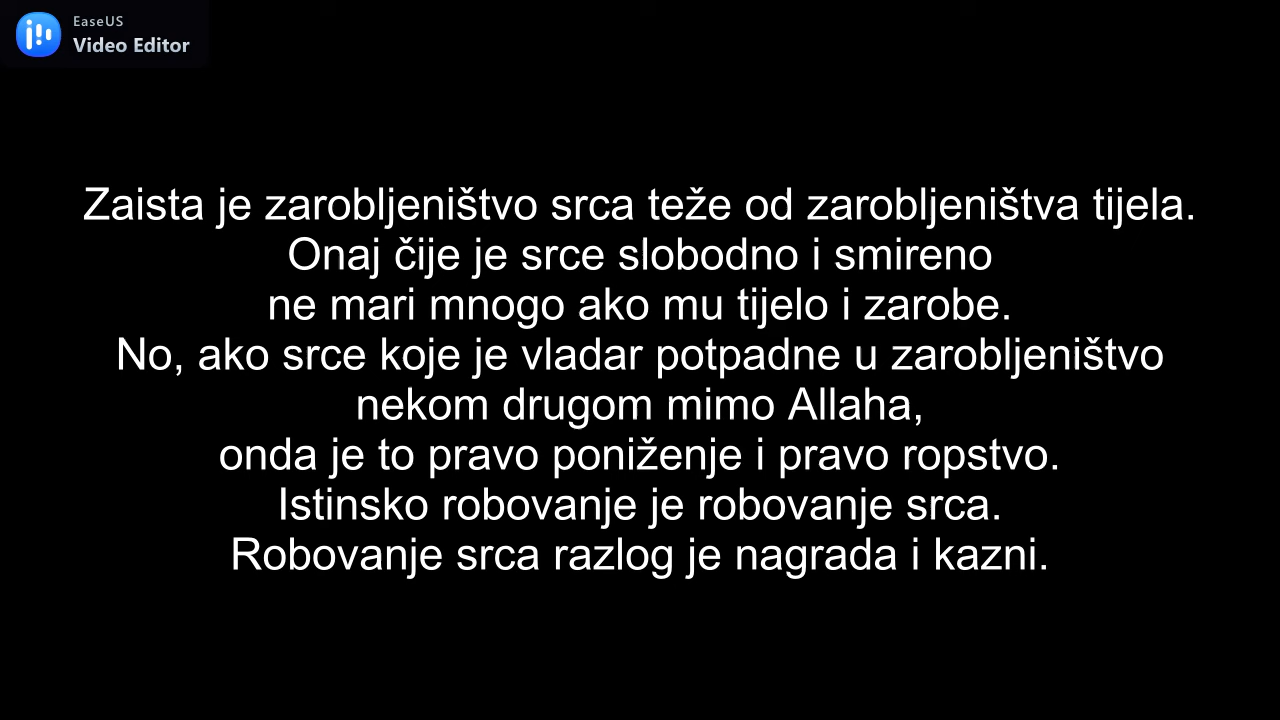 EaseUS
Video Editor
Zaista je zarobljeništvo srca teže od zarobljeništva tijela.
Onaj čije je srce slobodno i smireno
ne mari mnogo ako mu tijelo i zarobe.
No, ako srce koje je vladar potpadne u zarobljeništvo
nekom drugom mimo Allaha,
onda je to pravo poniženje i pravo ropstvo.
Istinsko robovanje je robovanje srca.
Robovanje srca razlog je nagrada i kazni.